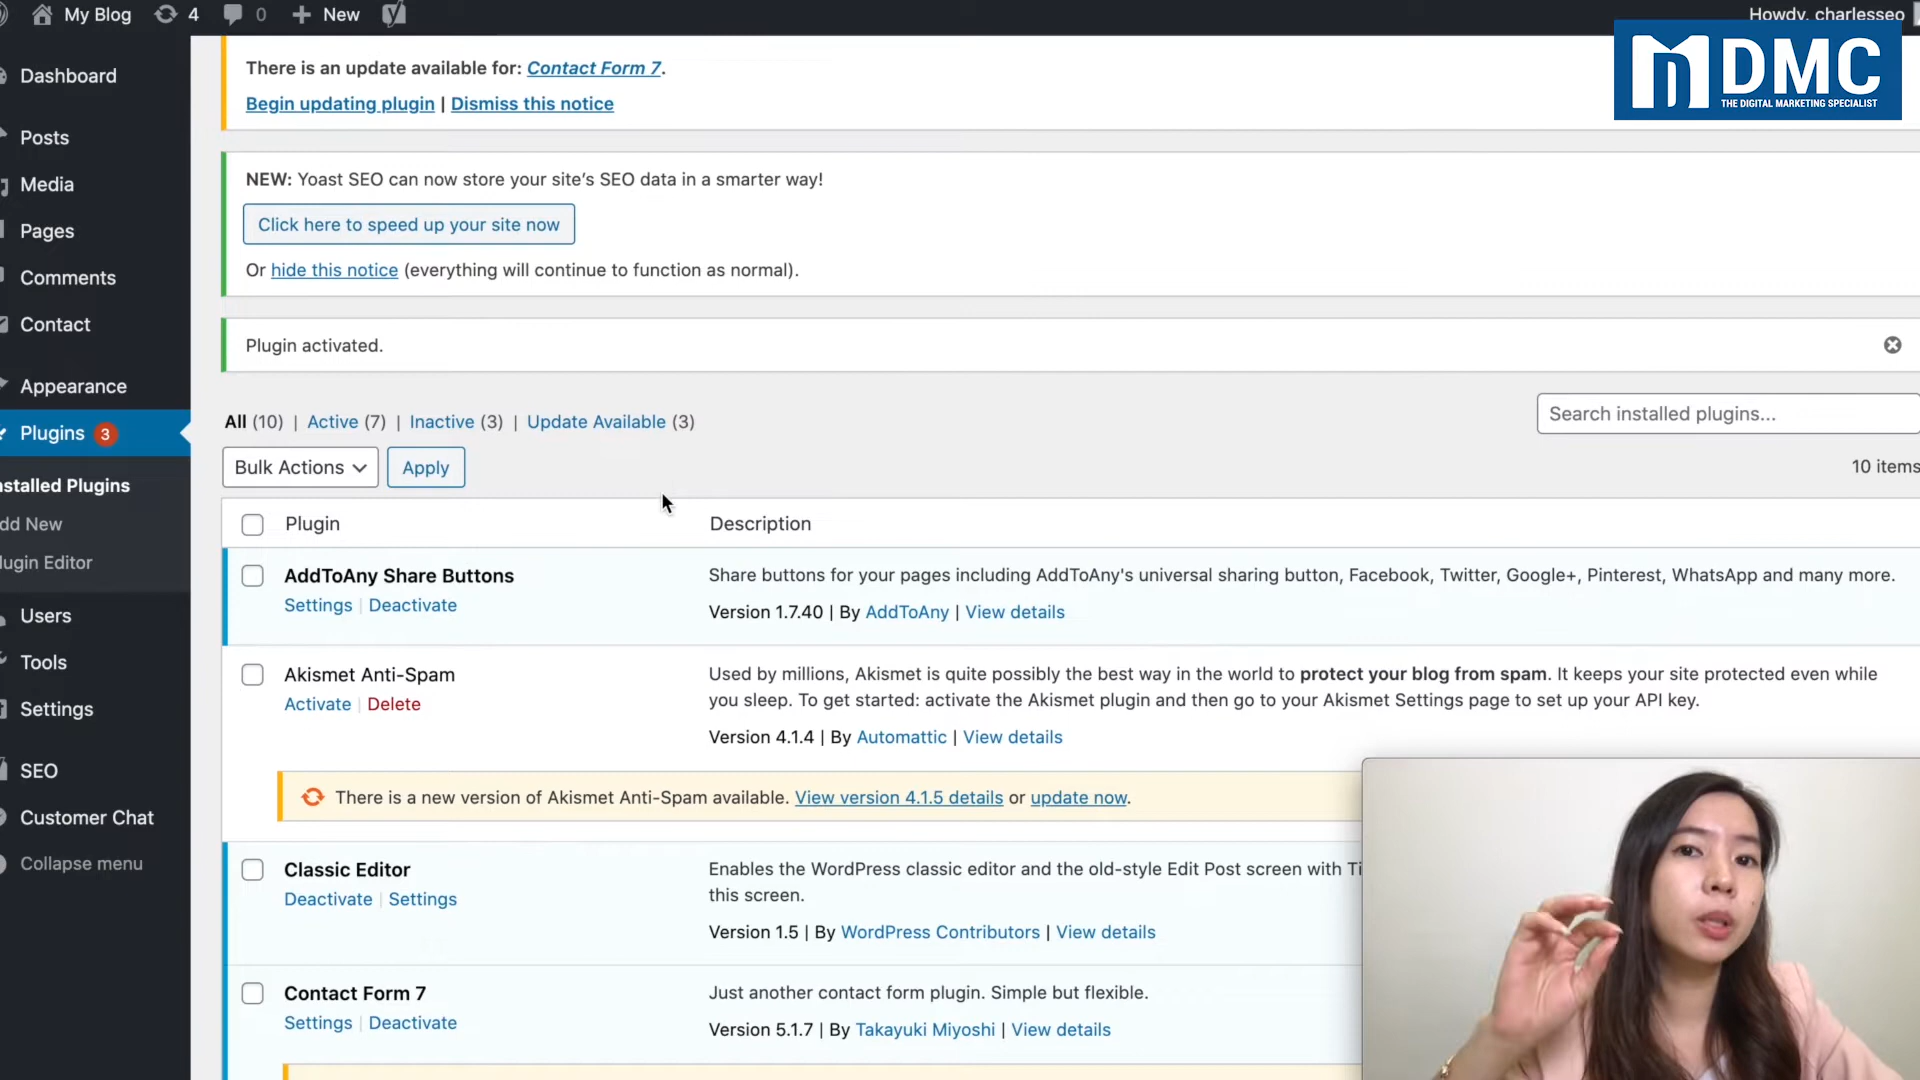 My Blog 4 0 New Howdy, charlesseo
DMC
THE DIGITAL MARKETING SPECIALIST
Dashboard
Posts
Media
Pages
Comments
Contact
Appearance
Plugins 3
nstalled Plugins
dd New
lugin Editor
Users
Tools
Settings
SEO
Customer Chat
Collapse menu
There is an update available for: Contact Form 7.
Begin updating plugin | Dismiss this notice
NEW: Yoast SEO can now store your site's SEO data in a smarter way!
Click here to speed up your site now
Or hide this notice (everything will continue to function as normal).
Plugin activated.
All (10) | Active (7) | Inactive (3) | Update Available (3)
Search installed plugins...
Bulk Actions Apply
10 items
Plugin Description
AddToAny Share Buttons
Settings | Deactivate
Share buttons for your pages including AddToAny's universal sharing button, Facebook, Twitter, Google+, Pinterest, WhatsApp and many more.
Version 1.7.40 | By AddToAny | View details
Akismet Anti-Spam
Activate | Delete
Used by millions, Akismet is quite possibly the best way in the world to protect your blog from spam. It keeps your site protected even while
you sleep. To get started: activate the Akismet plugin and then go to your Akismet Settings page to set up your API key.
Version 4.1.4 | By Automattic | View details
There is a new version of Akismet Anti-Spam available. View version 4.1.5 details or update now.
Classic Editor
Deactivate | Settings
Enables the WordPress classic editor and the old-style Edit Post screen with Ti
this screen.
Version 1.5 | By WordPress Contributors | View details
Contact Form 7
Settings | Deactivate
Just another contact form plugin. Simple but flexible.
Version 5.1.7 | By Takayuki Miyoshi | View details